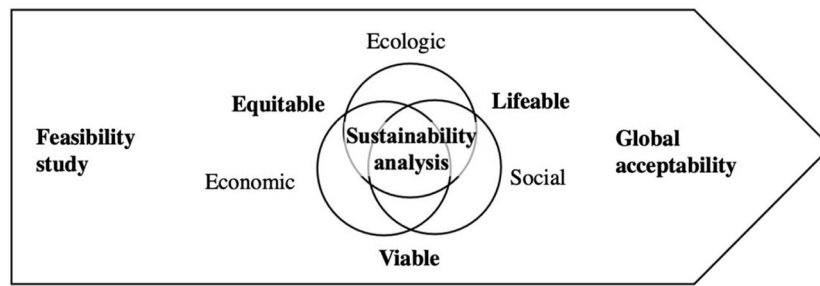 Ecologic
Equitable
Lifeable
Feasibility
study
Sustainability
analysis
Global
acceptability
Economic
Social
Viable